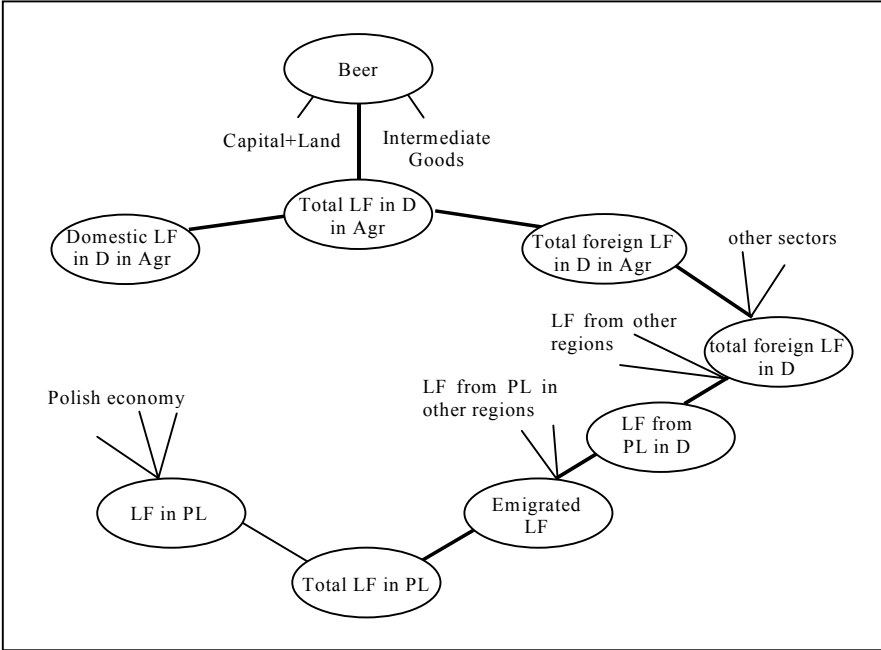 Beer
Capital+Land
Intermediate
Goods
Total LF in D
in Agr
Domestic LF
in D in Agr
Total foreign LF
in D in Agr
other sectors
LF from other
regions
total foreign LF
in D
LF from PL in
other regions
Polish economy
LF from
PL in D
LF in PL
Emigrated
LF
Total LF in PL